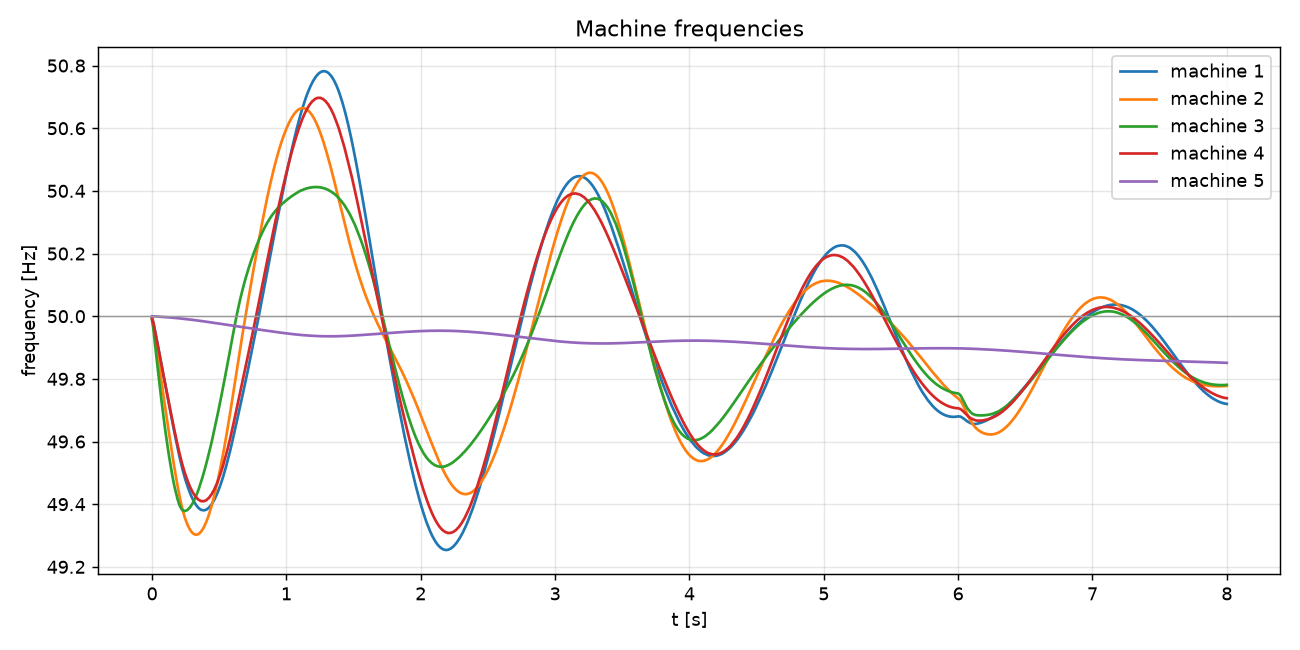 Machine frequencies
frequency [Hz]
50.8
50.6
50.4
50.2
50.0
49.8
49.6
49.4
49.2
0 1 2 3 4 5 6 7 8
t [s]
machine 1
machine 2
machine 3
machine 4
machine 5